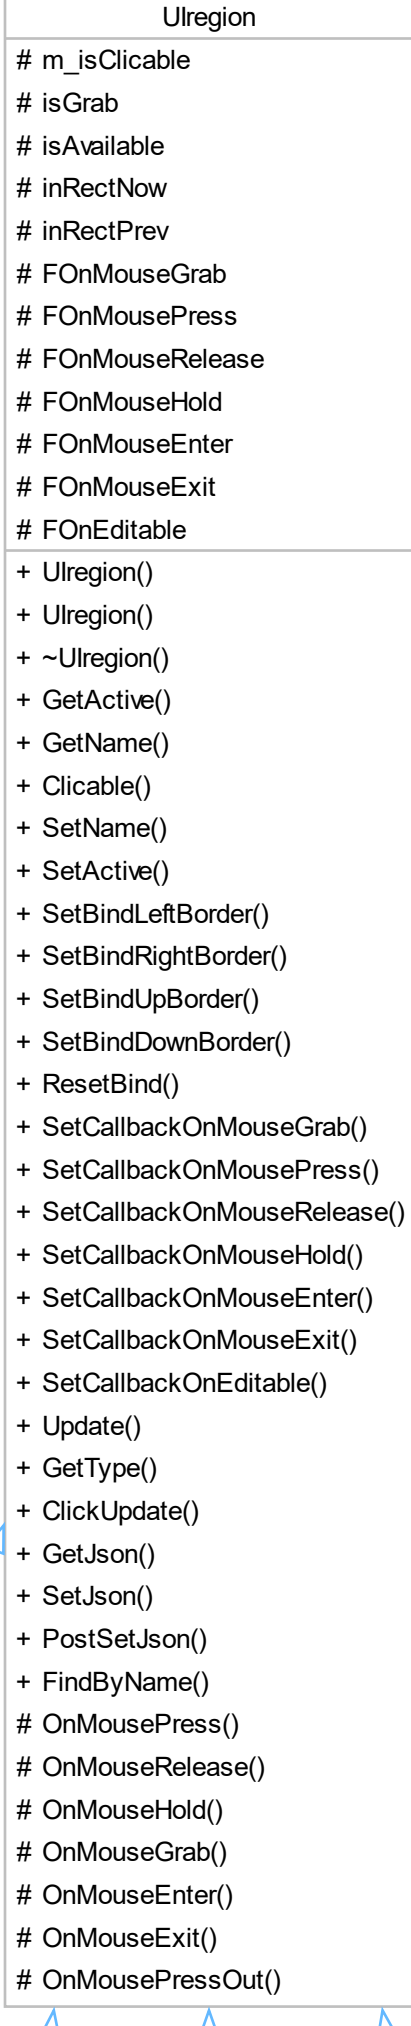 UIregion
# m_isClicable
# isGrab
# isAvailable
# inRectNow
# inRectPrev
# FOnMouseGrab
# FOnMousePress
# FOnMouseRelease
# FOnMouseHold
# FOnMouseEnter
# FOnMouseExit
# FOnEditable
+ UIregion()
+ UIregion()
+ ~UIregion()
+ GetActive()
+ GetName()
+ Clicable()
+ SetName()
+ SetActive()
+ SetBindLeftBorder()
+ SetBindRightBorder()
+ SetBindUpBorder()
+ SetBindDownBorder()
+ ResetBind()
+ SetCallbackOnMouseGrab()
+ SetCallbackOnMousePress()
+ SetCallbackOnMouseRelease()
+ SetCallbackOnMouseHold()
+ SetCallbackOnMouseEnter()
+ SetCallbackOnMouseExit()
+ SetCallbackOnEditable()
+ Update()
+ GetType()
+ ClickUpdate()
+ GetJson()
+ SetJson()
+ PostSetJson()
+ FindByName()
# OnMousePress()
# OnMouseRelease()
# OnMouseHold()
# OnMouseGrab()
# OnMouseEnter()
# OnMouseExit()
# OnMousePressOut()